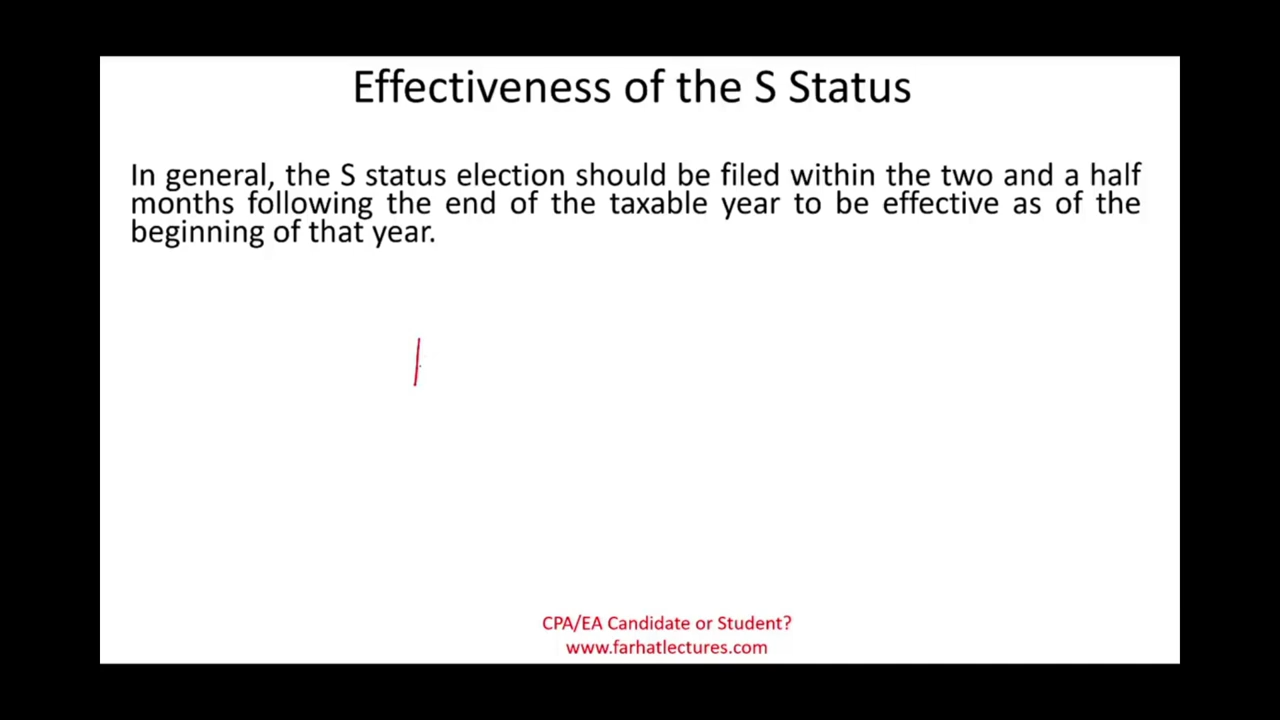 Effectiveness of the S Status
In general, the S status election should be filed within the two and a half
months following the end of the taxable year to be effective as of the
beginning of that year.
CPA/EA Candidate or Student?
www.farhatlectures.com